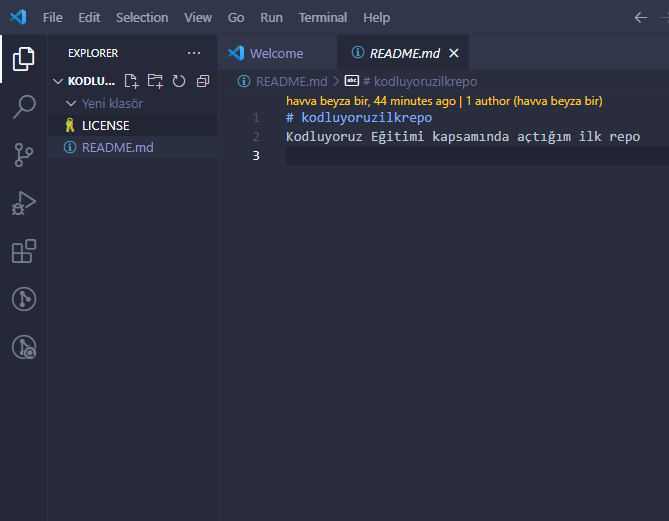 File Edit Selection View Go Run Terminal Help
EXPLORER
Welcome
README.md
KODLU...
README.md > # kodluyoruzilkrepo
Yeni klasör
LICENSE
README.md
havva beyza bir, 44 minutes ago | 1 author (havva beyza bir)
1 # kodluyoruzilkrepo
2 Kodluyoruz Eğitimi kapsamında açtığım ilk repo
3